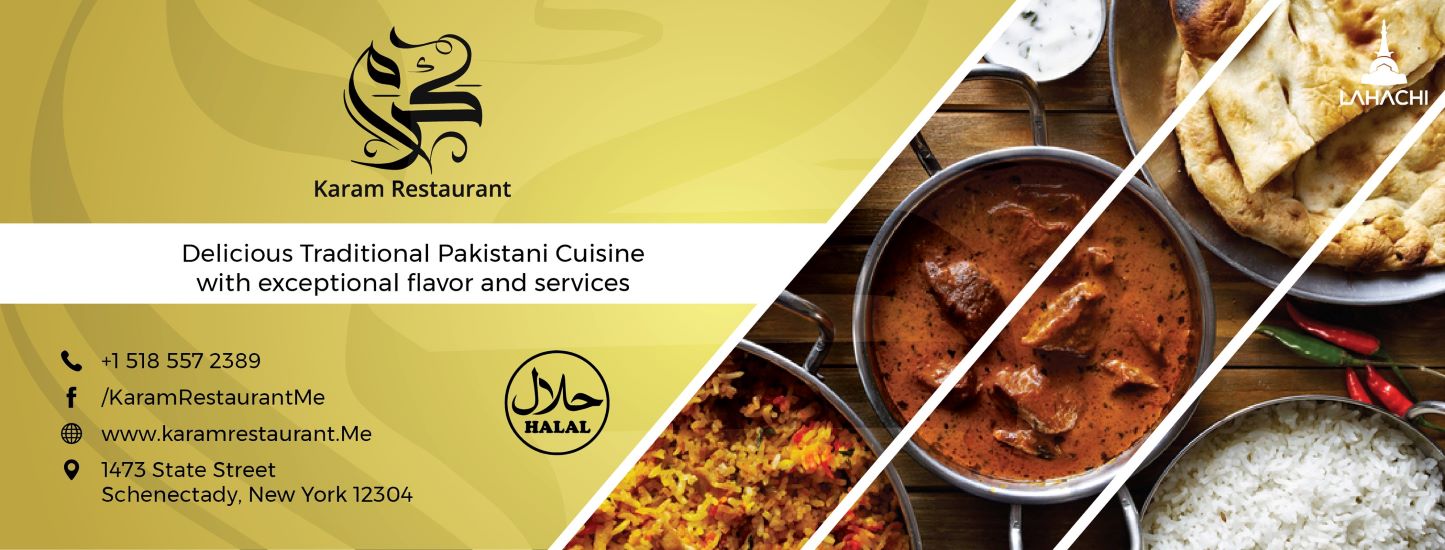 كرم
Karam Restaurant
Delicious Traditional Pakistani Cuisine
with exceptional flavor and services
+1 518 557 2389
/KaramRestaurantMe
www.karamrestaurant.Me
1473 State Street
Schenectady, New York 12304
حلال
HALAL
LAHACHI